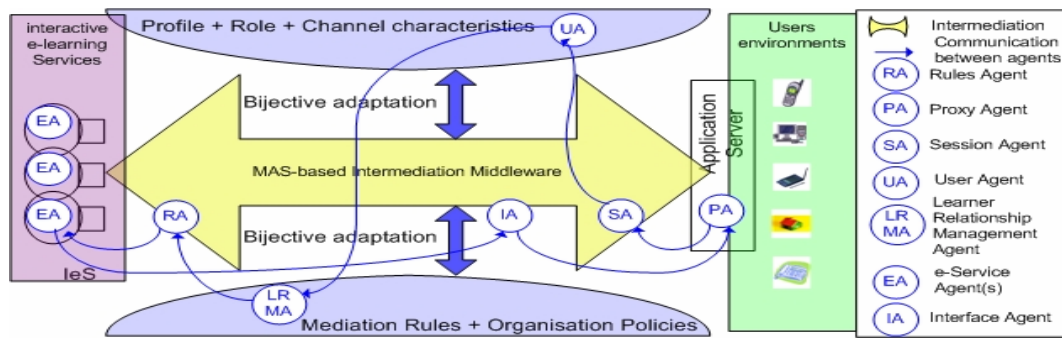 interactive
e-learning
Services
EA
EA
EA
IeS
Profile + Role + Channel characteristics
UA
Bijective adaptation
MAS-based Intermediation Middleware
RA
IA
SA
PA
Bijective adaptation
LR
MA
Mediation Rules + Organisation Policies
Application
Server
Users
environments
Intermediation
Communication
between agents
RA
Rules Agent
PA
Proxy Agent
SA
Session Agent
UA
User Agent
LR
MA
Learner
Relationship
Management
Agent
EA
e-Service
Agent(s)
IA
Interface Agent